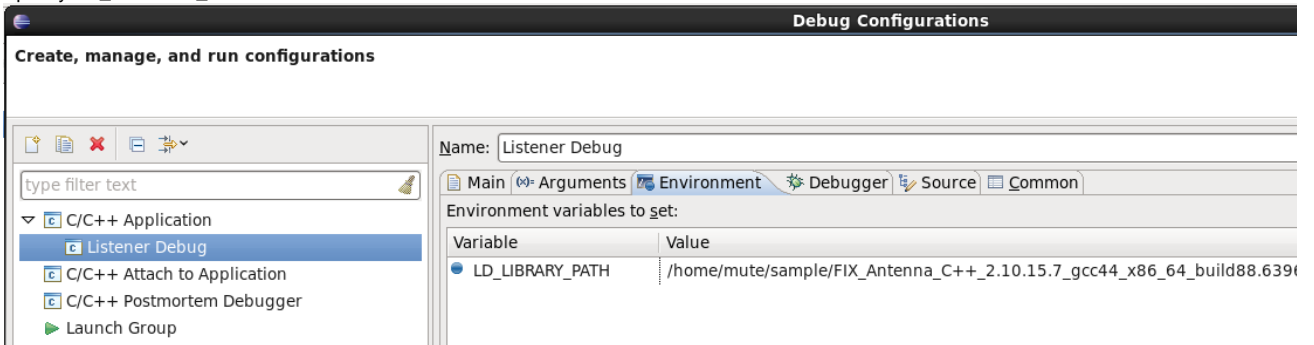 Debug Configurations
Create, manage, and run configurations
Name: Listener Debug
type filter text
Main Arguments Environment Debugger Source Common
Environment variables to set:
C/C++ Application
Variable Value
Listener Debug
LD_LIBRARY_PATH /home/mute/sample/FIX_Antenna_C++_2.10.15.7_gcc44_x86_64_build88.6396
C/C++ Attach to Application
C/C++ Postmortem Debugger
Launch Group